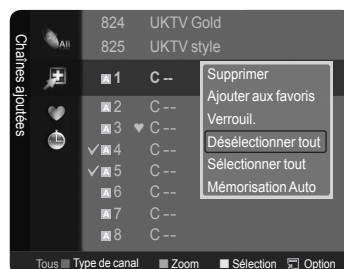 Chaînes ajoutées
All
824 UKTV Gold
825 UKTV style
A 1 C --
A 2 C --
A 3 ♥ C --
✓ A 4 C --
✓ A 5 C --
A 6 C --
A 7 C --
A 8 C --
Supprimer
Ajouter aux favoris
Verrouil.
Désélectionner tout
Sélectionner tout
Mémorisation Auto
Tous Type de canal Zoom Sélection Option